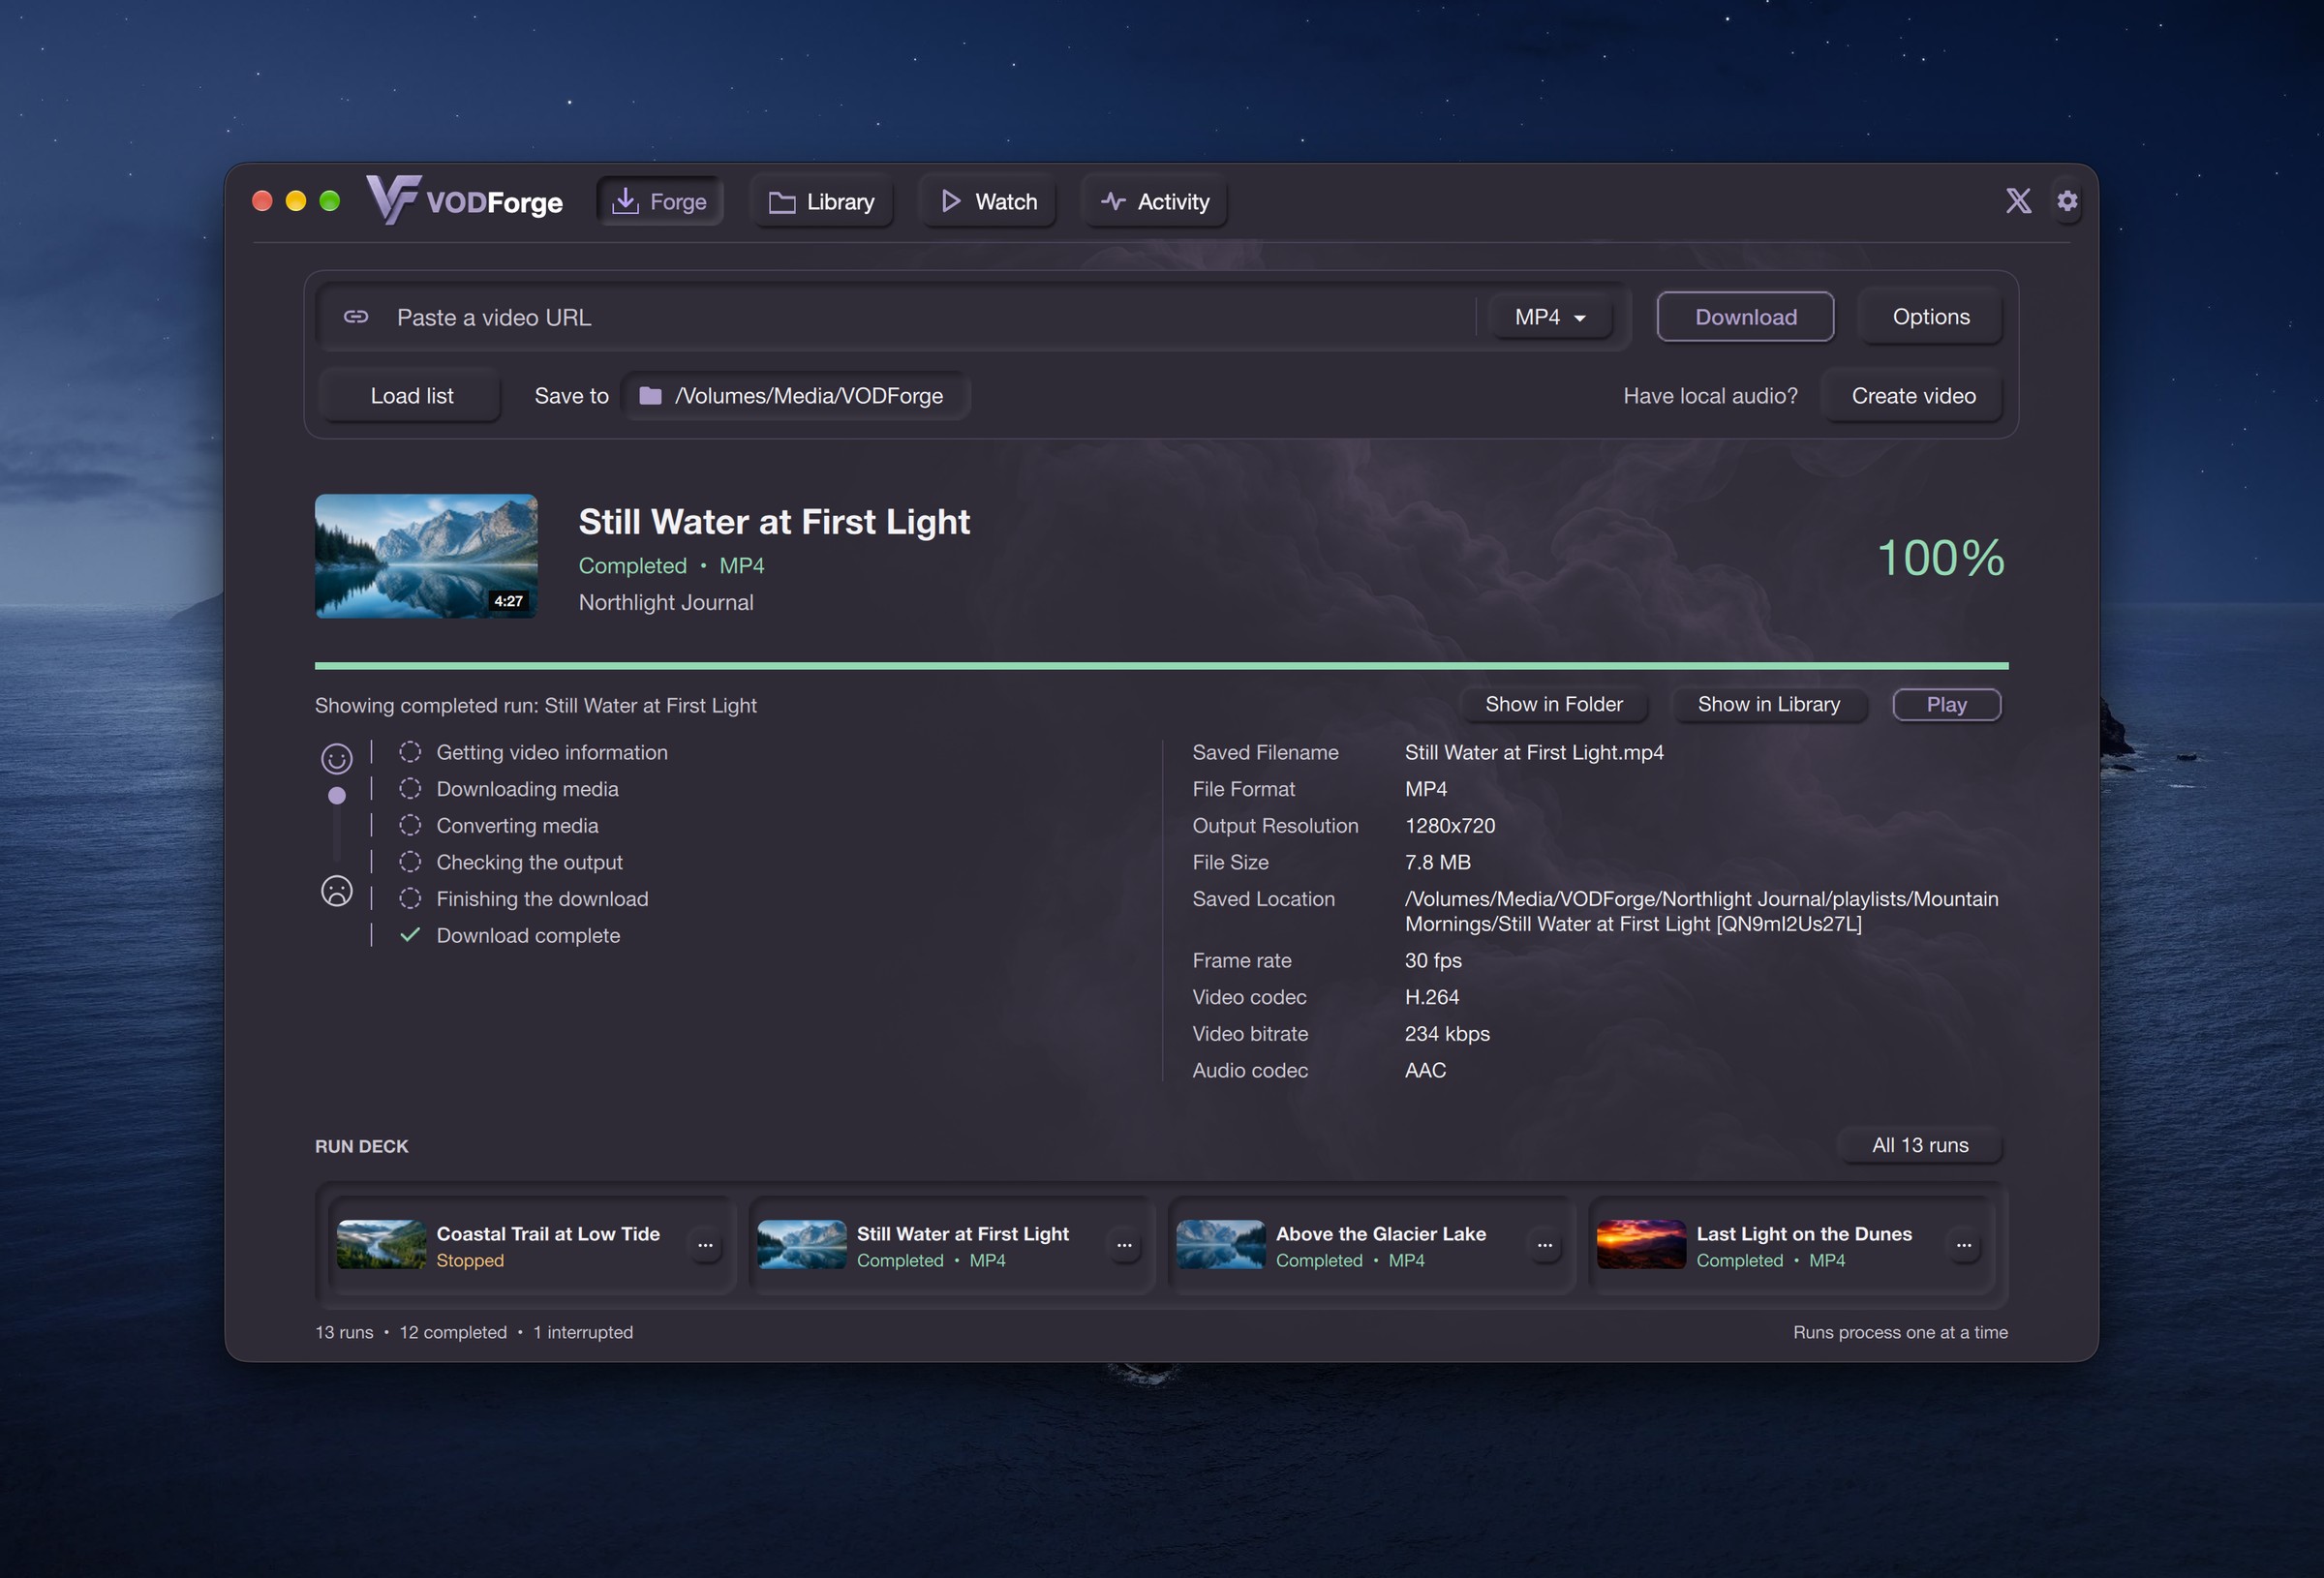 VODForge
Forge
Library
Watch
Activity
Paste a video URL
MP4
Download
Options
Load list
Save to
/Volumes/Media/VODForge
Have local audio?
Create video
4:27
Still Water at First Light
Completed • MP4
Northlight Journal
100%
Showing completed run: Still Water at First Light
Show in Folder
Show in Library
Play
Getting video information
Downloading media
Converting media
Checking the output
Finishing the download
Download complete
Saved Filename Still Water at First Light.mp4
File Format MP4
Output Resolution 1280x720
File Size 7.8 MB
Saved Location /Volumes/Media/VODForge/Northlight Journal/playlists/Mountain
Mornings/Still Water at First Light [QN9ml2Us27L]
Frame rate 30 fps
Video codec H.264
Video bitrate 234 kbps
Audio codec AAC
RUN DECK
All 13 runs
Coastal Trail at Low Tide
Stopped
Still Water at First Light
Completed • MP4
Above the Glacier Lake
Completed • MP4
Last Light on the Dunes
Completed • MP4
13 runs • 12 completed • 1 interrupted
Runs process one at a time